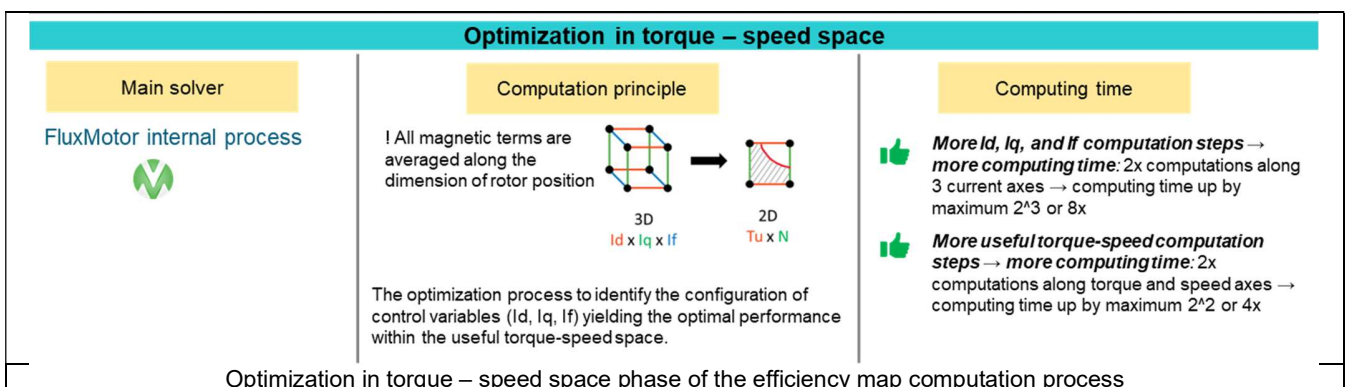 Optimization in torque – speed space
Main solver
FluxMotor internal process
Computation principle
! All magnetic terms are
averaged along the
dimension of rotor position
3D
Id x Iq x If
2D
Tu x N
The optimization process to identify the configuration of
control variables (Id, Iq, If) yielding the optimal performance
within the useful torque-speed space.
Computing time
More Id, Iq, and If computation steps →
more computing time: 2x computations along
3 current axes → computing time up by
maximum 2^3 or 8x
More useful torque-speed computation
steps → more computing time: 2x
computations along torque and speed axes →
computing time up by maximum 2^2 or 4x
Optimization in torque – speed space phase of the efficiency map computation process